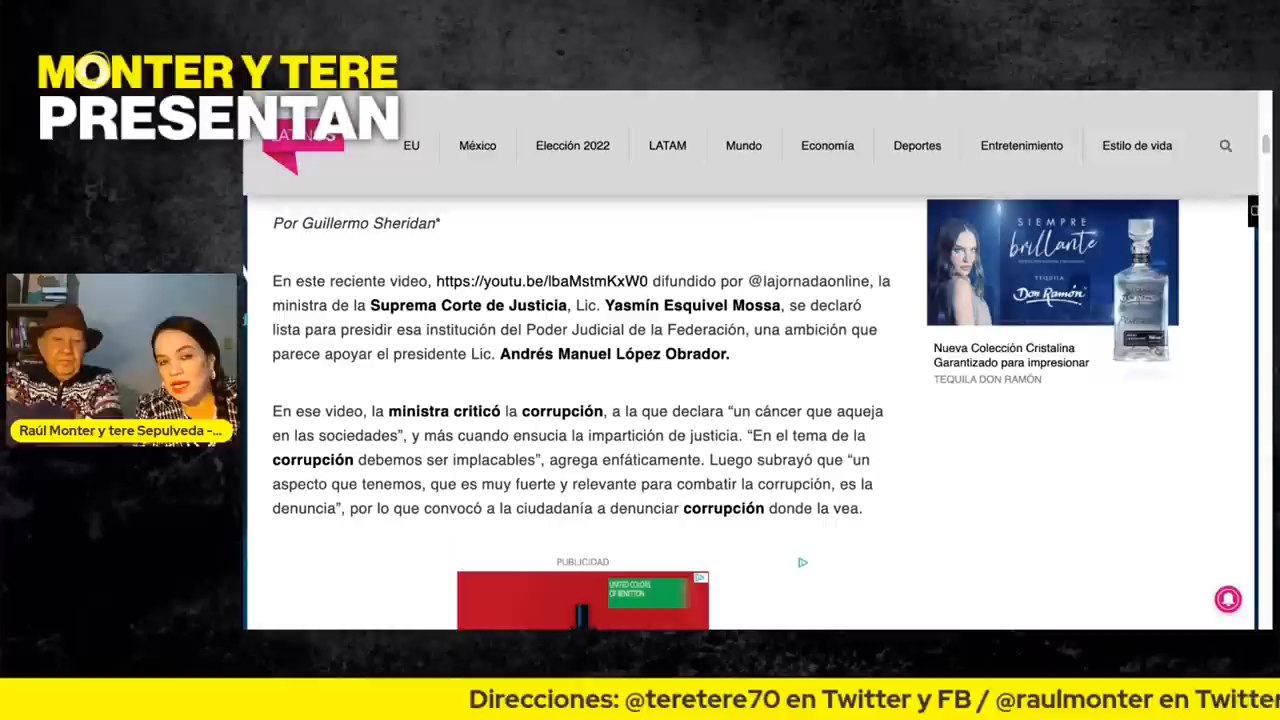 MONTER Y TERE
PRESENTAN
LATINUS
EU
México
Elección 2022
LATAM
Mundo
Economía
Deportes
Entretenimiento
Estilo de vida
Por Guillermo Sheridan*
En este reciente video, https://youtu.be/lbaMstmKxW0 difundido por @lajornadaonline, la
ministra de la Suprema Corte de Justicia, Lic. Yasmín Esquivel Mossa, se declaró
lista para presidir esa institución del Poder Judicial de la Federación, una ambición que
parece apoyar el presidente Lic. Andrés Manuel López Obrador.
En ese video, la ministra criticó la corrupción, a la que declara “un cáncer que aqueja
en las sociedades”, y más cuando ensucia la impartición de justicia. “En el tema de la
corrupción debemos ser implacables”, agrega enfáticamente. Luego subrayó que “un
aspecto que tenemos, que es muy fuerte y relevante para combatir la corrupción, es la
denuncia”, por lo que convocó a la ciudadanía a denunciar corrupción donde la vea.
SIEMPRE
brillante
TEQUILA
Don Ramón
Nueva Colección Cristalina
Garantizado para impresionar
TEQUILA DON RAMÓN
PUBLICIDAD
UNITED COLORS
OF BENETTON
Raúl Monter y tere Sepulveda -...
Direcciones: @teretere70 en Twitter y FB / @raulmonter en Twitter